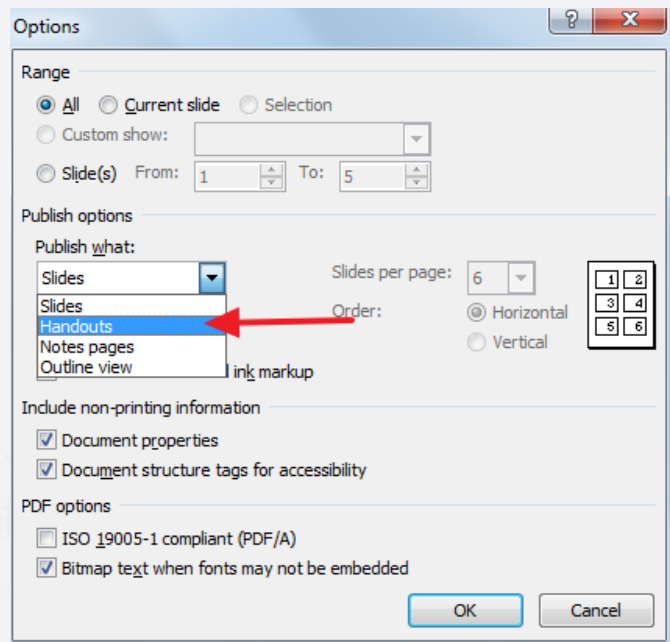 Options
Range
All Current slide Selection
Custom show:
Slide(s) From: 1 To: 5
Publish options
Publish what:
Slides Slides per page: 6
Slides
Handouts Order: Horizontal
Notes pages Vertical
Outline view
ink markup
1 2
3 4
5 6
Include non-printing information
Document properties
Document structure tags for accessibility
PDF options
ISO 19005-1 compliant (PDF/A)
Bitmap text when fonts may not be embedded
OK Cancel